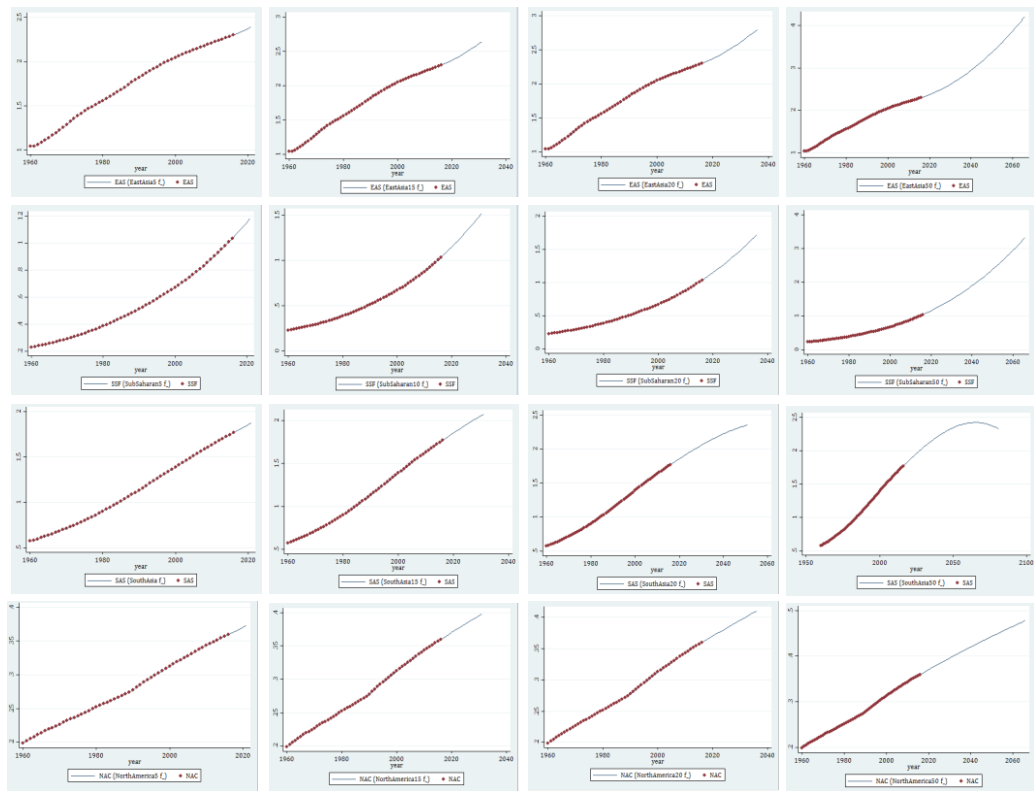 2.5
2
1.5
1
1960 1980 2000 2020
year
EAS (EastAsia5 f_) EAS
3
2.5
2
1.5
1
1960 1980 2000 2020 2040
year
EAS (EastAsia15 f_) EAS
3
2.5
2
1.5
1
1960 1980 2000 2020 2040
year
EAS (EastAsia20 f_) EAS
4
3
2
1
1960 1980 2000 2020 2040 2060
year
EAS (EastAsia50 f_) EAS
1.2
1
.8
.6
.4
.2
1960 1980 2000 2020
year
SSF (SubSaharan5 f_) SSF
1.5
1
.5
0
1960 1980 2000 2020 2040
year
SSF (SubSaharan10 f_) SSF
2
1.5
1
.5
0
1960 1980 2000 2020 2040
year
SSF (SubSaharan20 f_) SSF
4
3
2
1
0
1960 1980 2000 2020 2040 2060
year
SSF (SubSaharan50 f_) SSF
2
1.5
1
.5
1960 1980 2000 2020
year
SAS (SouthAsia f_) SAS
2
1.5
1
.5
1960 1980 2000 2020 2040
year
SAS (SouthAsia15 f_) SAS
2.5
2
1.5
1
.5
1960 1980 2000 2020 2040 2060
year
SAS (SouthAsia20 f_) SAS
2.5
2
1.5
1
.5
1950 2000 2050 2100
year
SAS (SouthAsia50 f_) SAS
.4
.35
.3
.25
.2
1960 1980 2000 2020
year
NAC (NorthAmerica5 f_) NAC
.4
.35
.3
.25
.2
1960 1980 2000 2020 2040
year
NAC (NorthAmerica15 f_) NAC
.4
.35
.3
.25
.2
1960 1980 2000 2020 2040
year
NAC (NorthAmerica20 f_) NAC
.5
.4
.3
.2
1960 1980 2000 2020 2040 2060
year
NAC (NorthAmerica50 f_) NAC